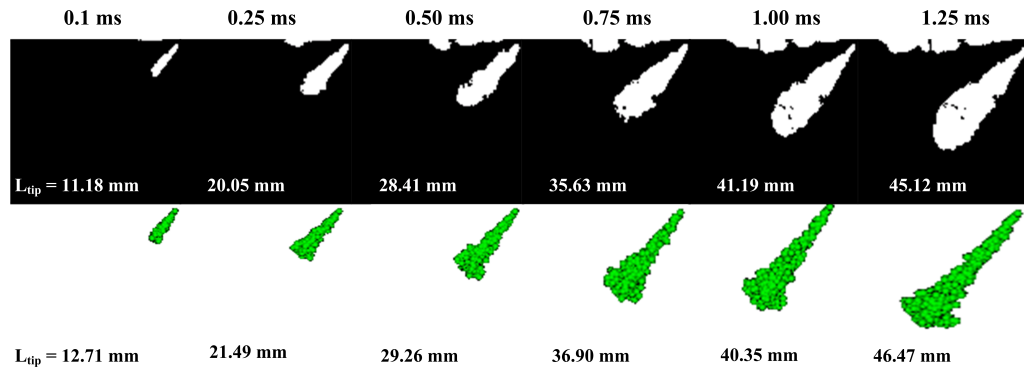 0.1 ms 0.25 ms 0.50 ms 0.75 ms 1.00 ms 1.25 ms
Ltip = 11.18 mm 20.05 mm 28.41 mm 35.63 mm 41.19 mm 45.12 mm
Ltip = 12.71 mm 21.49 mm 29.26 mm 36.90 mm 40.35 mm 46.47 mm